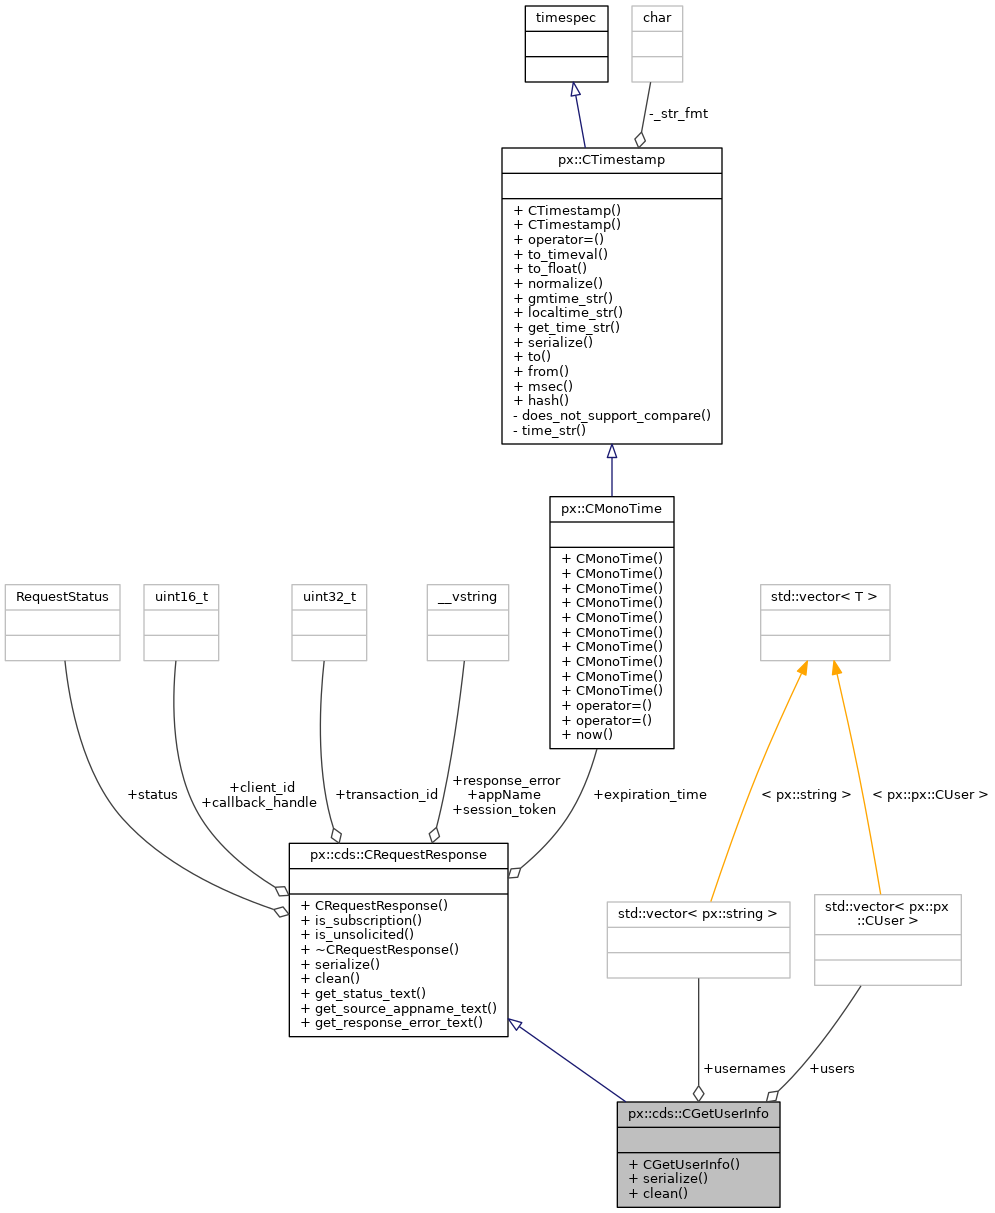 timespec
char
-_str_fmt
px::CTimestamp
+ CTimestamp()
+ CTimestamp()
+ operator=()
+ to_timeval()
+ to_float()
+ normalize()
+ gmtime_str()
+ localtime_str()
+ get_time_str()
+ serialize()
+ to()
+ from()
+ msec()
+ hash()
- does_not_support_compare()
- time_str()
px::CMonoTime
+ CMonoTime()
+ CMonoTime()
+ CMonoTime()
+ CMonoTime()
+ CMonoTime()
+ CMonoTime()
+ CMonoTime()
+ CMonoTime()
+ CMonoTime()
+ CMonoTime()
+ operator=()
+ operator=()
+ now()
RequestStatus
uint16_t
uint32_t
__vstring
std::vector< T >
+status
+client_id
+callback_handle
+transaction_id
+response_error
+appName
+session_token
+expiration_time
< px::string >
< px::px::CUser >
px::cds::CRequestResponse
+ CRequestResponse()
+ is_subscription()
+ is_unsolicited()
+ ~CRequestResponse()
+ serialize()
+ clean()
+ get_status_text()
+ get_source_appname_text()
+ get_response_error_text()
std::vector< px::string >
std::vector< px::px
::CUser >
+usernames
+users
px::cds::CGetUserInfo
+ CGetUserInfo()
+ serialize()
+ clean()